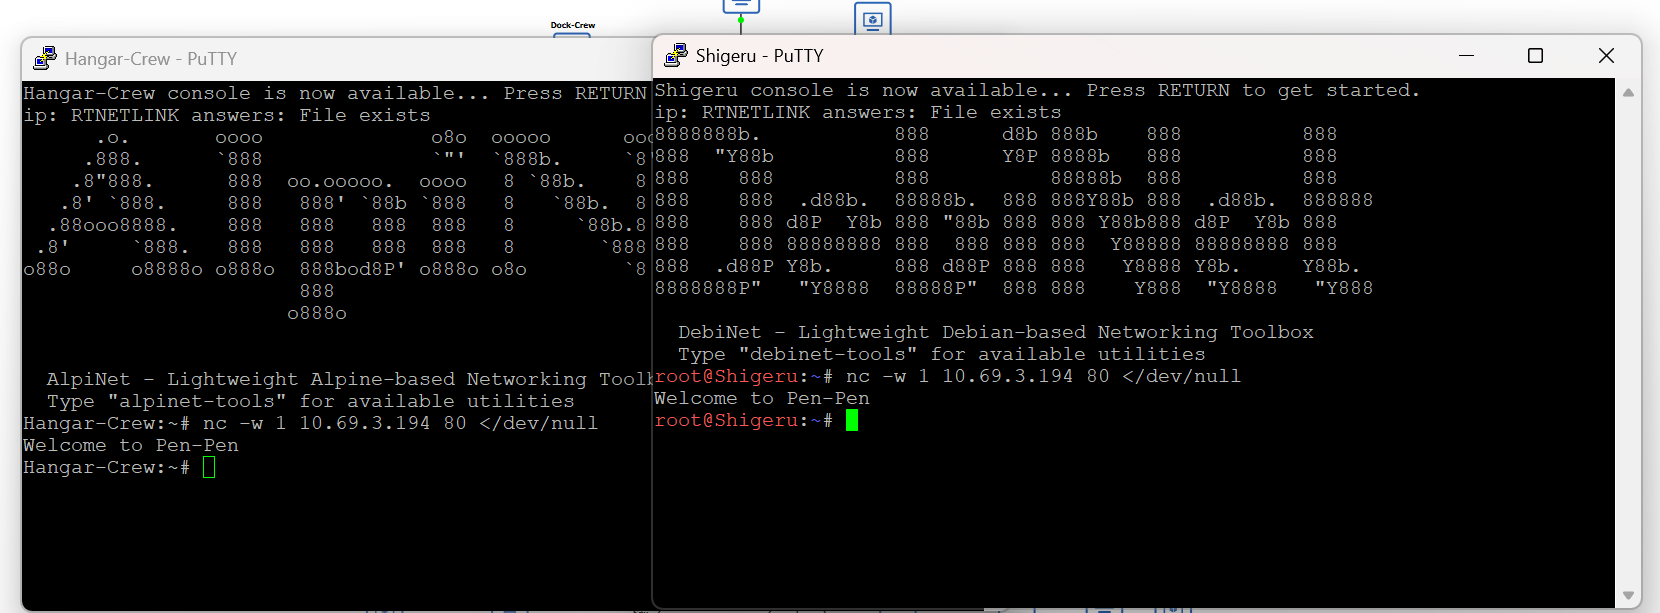 Dock-Crew
Hangar-Crew - PuTTY
Hangar-Crew console is now available... Press RETURN
ip: RTNETLINK answers: File exists
AlpiNet - Lightweight Alpine-based Networking Toolb
Type "alpinet-tools" for available utilities
Hangar-Crew:~# nc -w 1 10.69.3.194 80 </dev/null
Welcome to Pen-Pen
Hangar-Crew:~#
Shigeru - PuTTY
Shigeru console is now available... Press RETURN to get started.
ip: RTNETLINK answers: File exists
DebiNet
DebiNet - Lightweight Debian-based Networking Toolbox
Type "debinet-tools" for available utilities
root@Shigeru:~# nc -w 1 10.69.3.194 80 </dev/null
Welcome to Pen-Pen
root@Shigeru:~#